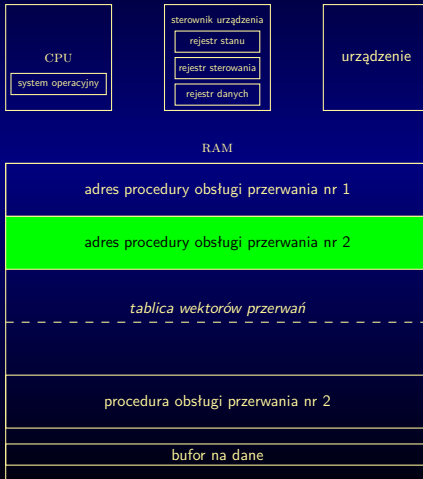 CPU
system operacyjny
sterownik urządzenia
rejestr stanu
rejestr sterowania
rejestr danych
urządzenie
RAM
adres procedury obsługi przerwania nr 1
adres procedury obsługi przerwania nr 2
tablica wektorów przerwań
procedura obsługi przerwania nr 2
bufor na dane